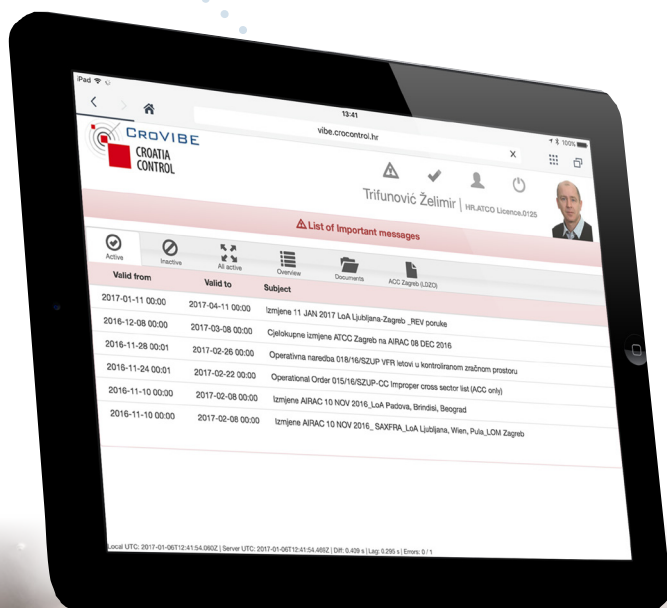 iPad
13:41
100%
vibe.crocontrol.hr
CROVIBE
CROATIA
CONTROL
Trifunović Želimir | HR.ATCO Licence.0125
List of Important messages
Active Inactive All active Overview Documents ACC Zagreb (LDZO)
Valid from Valid to Subject
2017-01-11 00:00 2017-04-11 00:00 Izmjene 11 JAN 2017 LoA Ljubljana-Zagreb _REV poruke
2016-12-08 00:00 2017-03-08 00:00 Cjelokupne izmjene ATCC Zagreb na AIRAC 08 DEC 2016
2016-11-28 00:01 2017-02-26 00:00 Operativna naredba 018/16/SZUP VFR letovi u kontroliranom zračnom prostoru
2016-11-24 00:01 2017-02-22 00:00 Operational Order 015/16/SZUP-CC Improper cross sector list (ACC only)
2016-11-10 00:00 2017-02-08 00:00 Izmjene AIRAC 10 NOV 2016_LoA Padova, Brindisi, Beograd
2016-11-10 00:00 2017-02-08 00:00 Izmjene AIRAC 10 NOV 2016_ SAXFRA_LoA Ljubljana, Wien, Pula_LOM Zagreb
Local UTC: 2017-01-06T12:41:54.060Z | Server UTC: 2017-01-06T12:41:54.469Z | Diff: 0.409 s | Lag: 0.295 s | Errors: 0 / 1